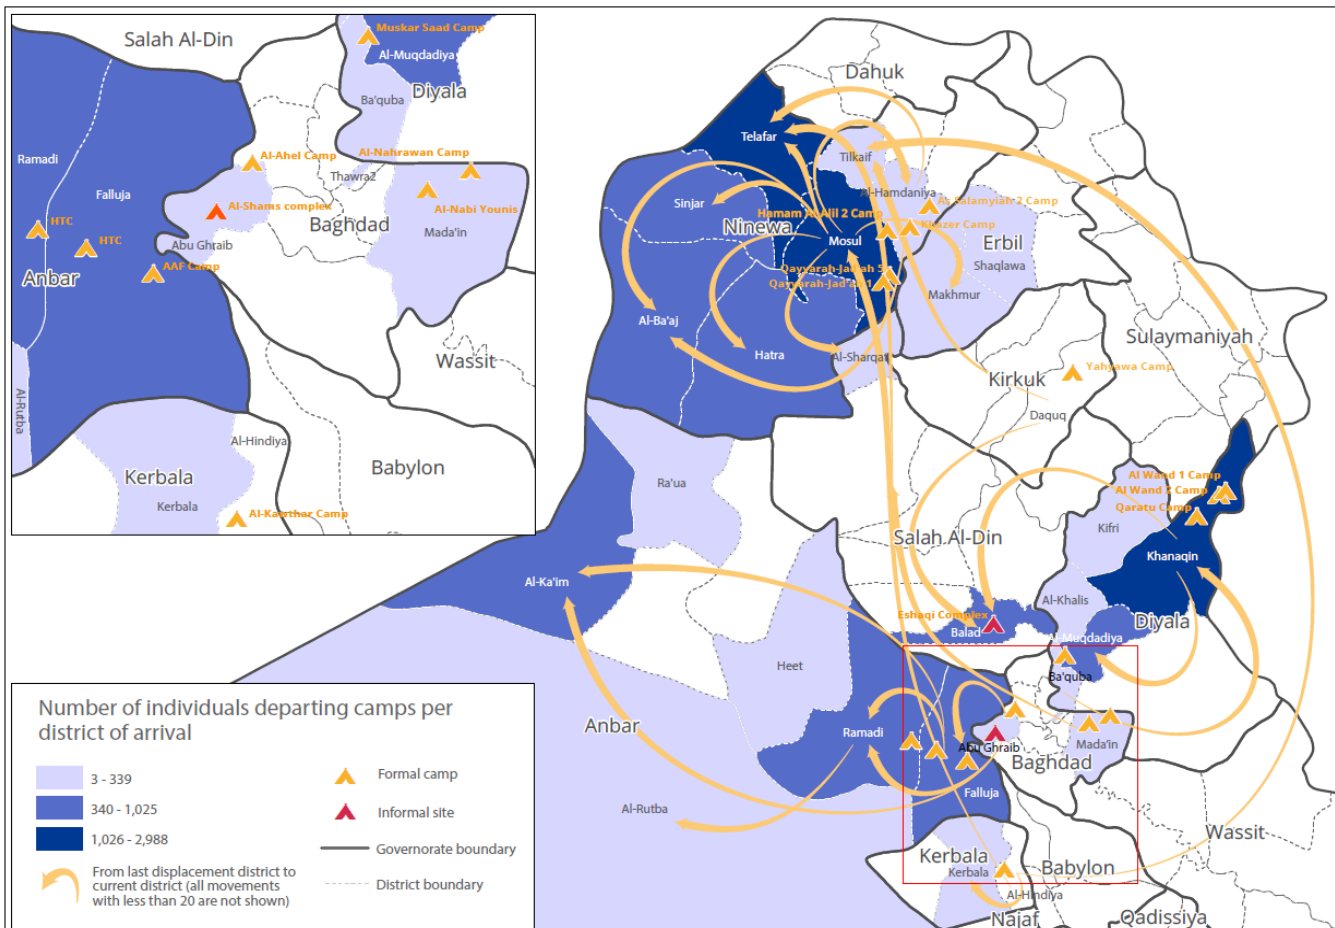 Salah Al-Din
Muskar Saad Camp
Al-Muqdadiya
Diyala
Ba'quba
Ramadi
Al-Ahel Camp
Al-Nahrawan Camp
Thawra2
Falluja
Al-Shams complex
Al-Nabi Younis
HTC
Baghdad
Mada'in
HTC
Abu Ghraib
AAF Camp
Anbar
Wassit
Al-Rutba
Al-Hindiya
Babylon
Kerbala
Kerbala
Al-Kawthar Camp
Dahuk
Telafar
Tilkaif
Al-Hamdaniya
Sinjar
As Salamyiah 2 Camp
Hamam Al-Alil 2 Camp
Ninewa
Khazer Camp
Mosul
Erbil
Shaqlawa
Qayyarah-Jad'ah 5
Qayyarah-Jad'ah 1
Makhmur
Al-Ba'aj
Sulaymaniyah
Hatra
Al-Sharqat
Yahyawa Camp
Kirkuk
Daquq
Ra'ua
Al Wand 1 Camp
Al Wand 2 Camp
Qaratu Camp
Kifri
Salah Al-Din
Khanaqin
Al-Ka'im
Al-Khalis
Eshaqi Complex
Balad
Diyala
Al-Muqdadiya
Heet
Ba'quba
Anbar
Ramadi
Abu Ghraib
Mada'in
Baghdad
Falluja
Al-Rutba
Wassit
Kerbala
Kerbala
Babylon
Al-Hindiya
Najaf
Qadissiya
Number of individuals departing camps per
district of arrival
3 - 339
340 - 1,025
1,026 - 2,988
From last displacement district to
current district (all movements
with less than 20 are not shown)
Formal camp
Informal site
Governorate boundary
District boundary